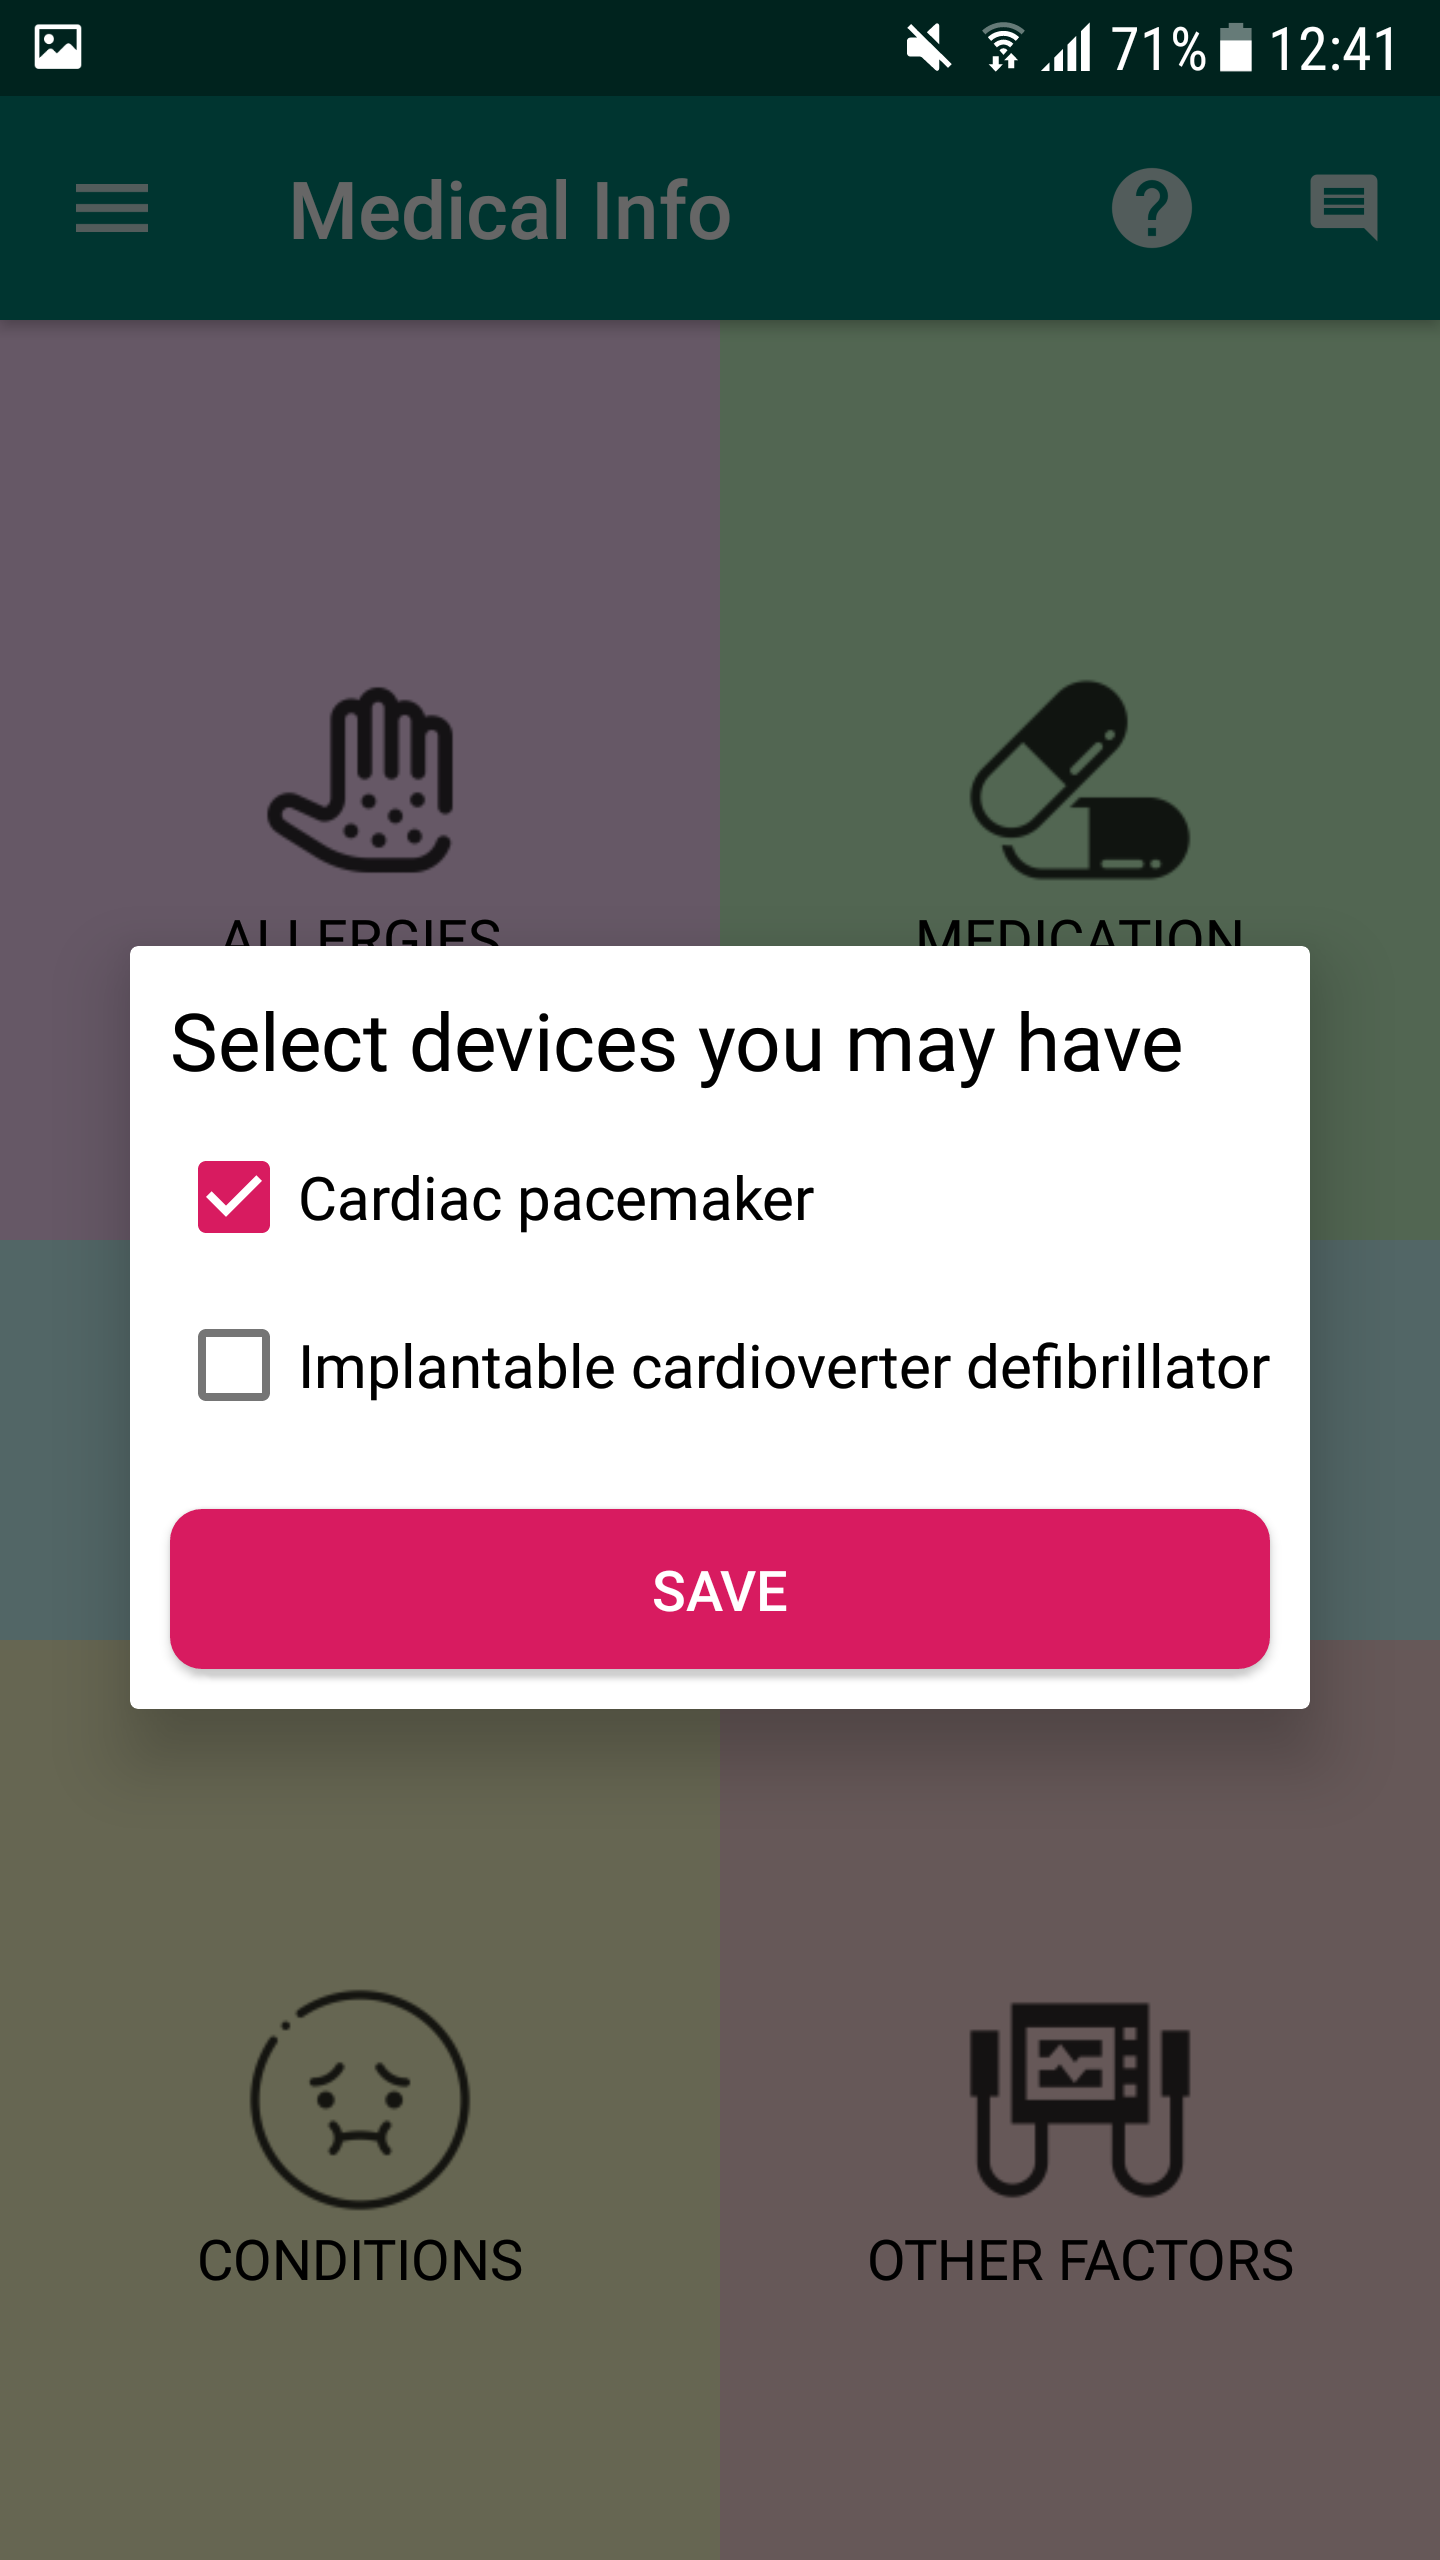 71% 12:41
Medical Info
ALLERGIES
MEDICATION
Select devices you may have
Cardiac pacemaker
Implantable cardioverter defibrillator
SAVE
CONDITIONS
OTHER FACTORS